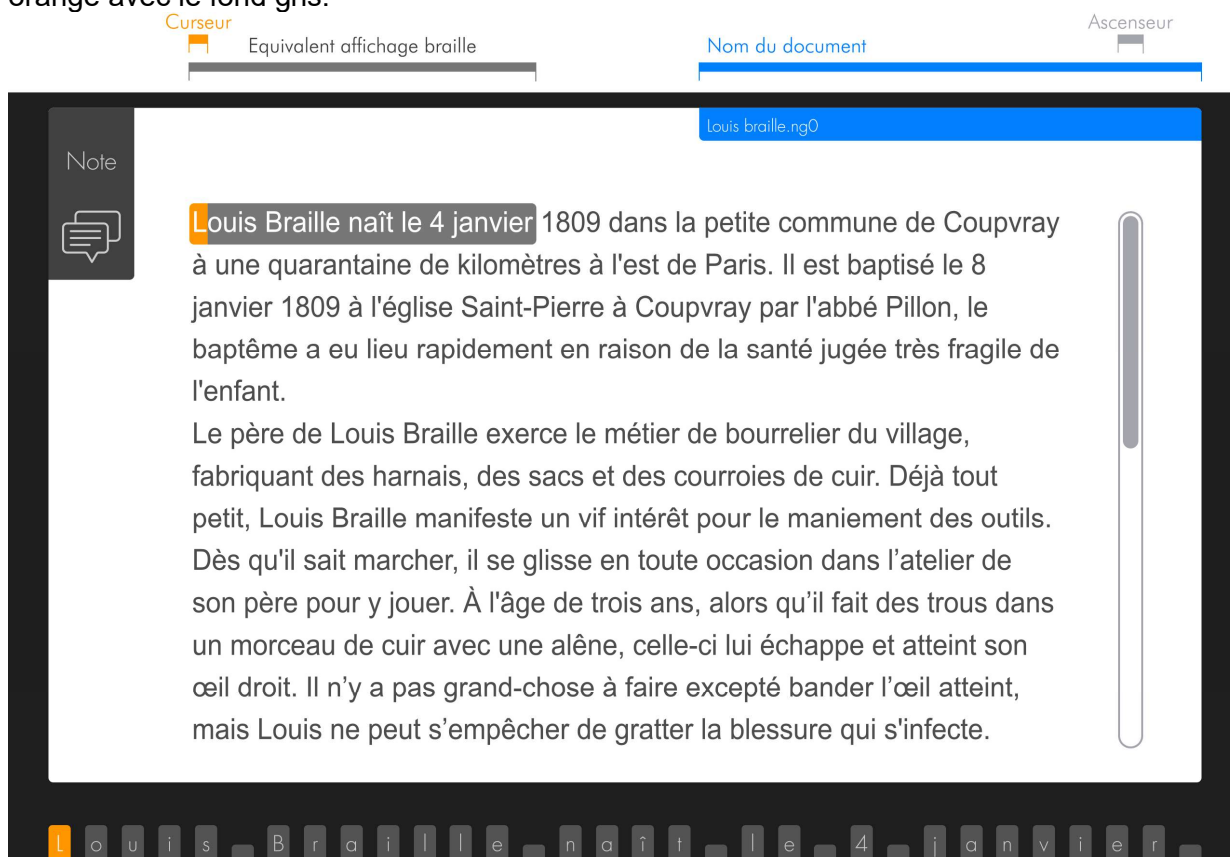 orange avec le fond gris.
Curseur
Equivalent affichage braille
Nom du document
Ascenseur
Louis braille.ng0
Note
Louis Braille naît le 4 janvier 1809 dans la petite commune de Coupvray
à une quarantaine de kilomètres à l'est de Paris. Il est baptisé le 8
janvier 1809 à l'église Saint-Pierre à Coupvray par l'abbé Pillon, le
baptême a eu lieu rapidement en raison de la santé jugée très fragile de
l'enfant.
Le père de Louis Braille exerce le métier de bourrelier du village,
fabriquant des harnais, des sacs et des courroies de cuir. Déjà tout
petit, Louis Braille manifeste un vif intérêt pour le maniement des outils.
Dès qu'il sait marcher, il se glisse en toute occasion dans l’atelier de
son père pour y jouer. À l'âge de trois ans, alors qu’il fait des trous dans
un morceau de cuir avec une alêne, celle-ci lui échappe et atteint son
œil droit. Il n’y a pas grand-chose à faire excepté bander l’œil atteint,
mais Louis ne peut s’empêcher de gratter la blessure qui s'infecte.
L o u i s _ B r a i l l e _ n a î t _ l e _ 4 _ j a n v i e r _